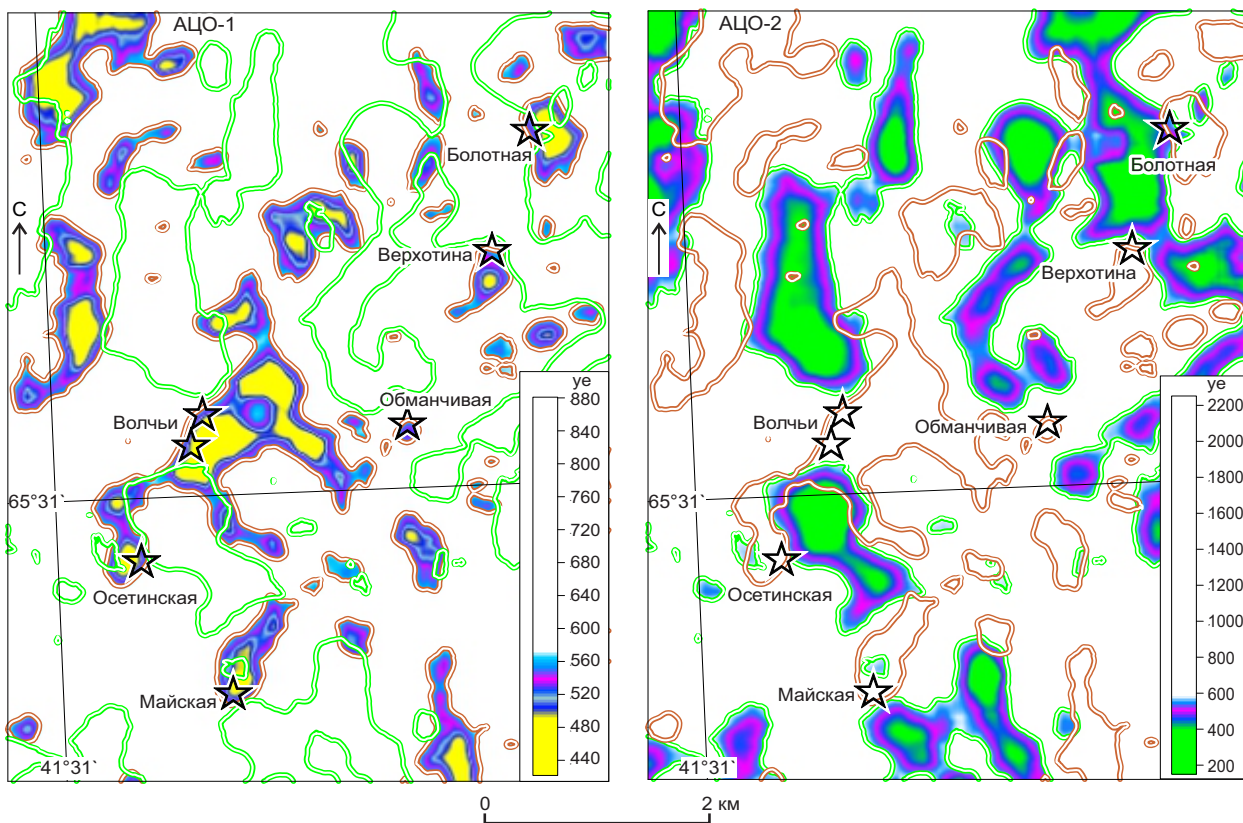 АЦО-1
С
Болотная
Верхотина
Обманчивая
Волчьи
65°31`
Осетинская
Майская
41°31`
уе
880
840
800
760
720
680
640
600
560
520
480
440
АЦО-2
С
Болотная
Верхотина
Волчьи
Обманчивая
65°31`
Осетинская
Майская
41°31`
уе
2200
2000
1800
1600
1400
1200
1000
800
600
400
200
0 2 км